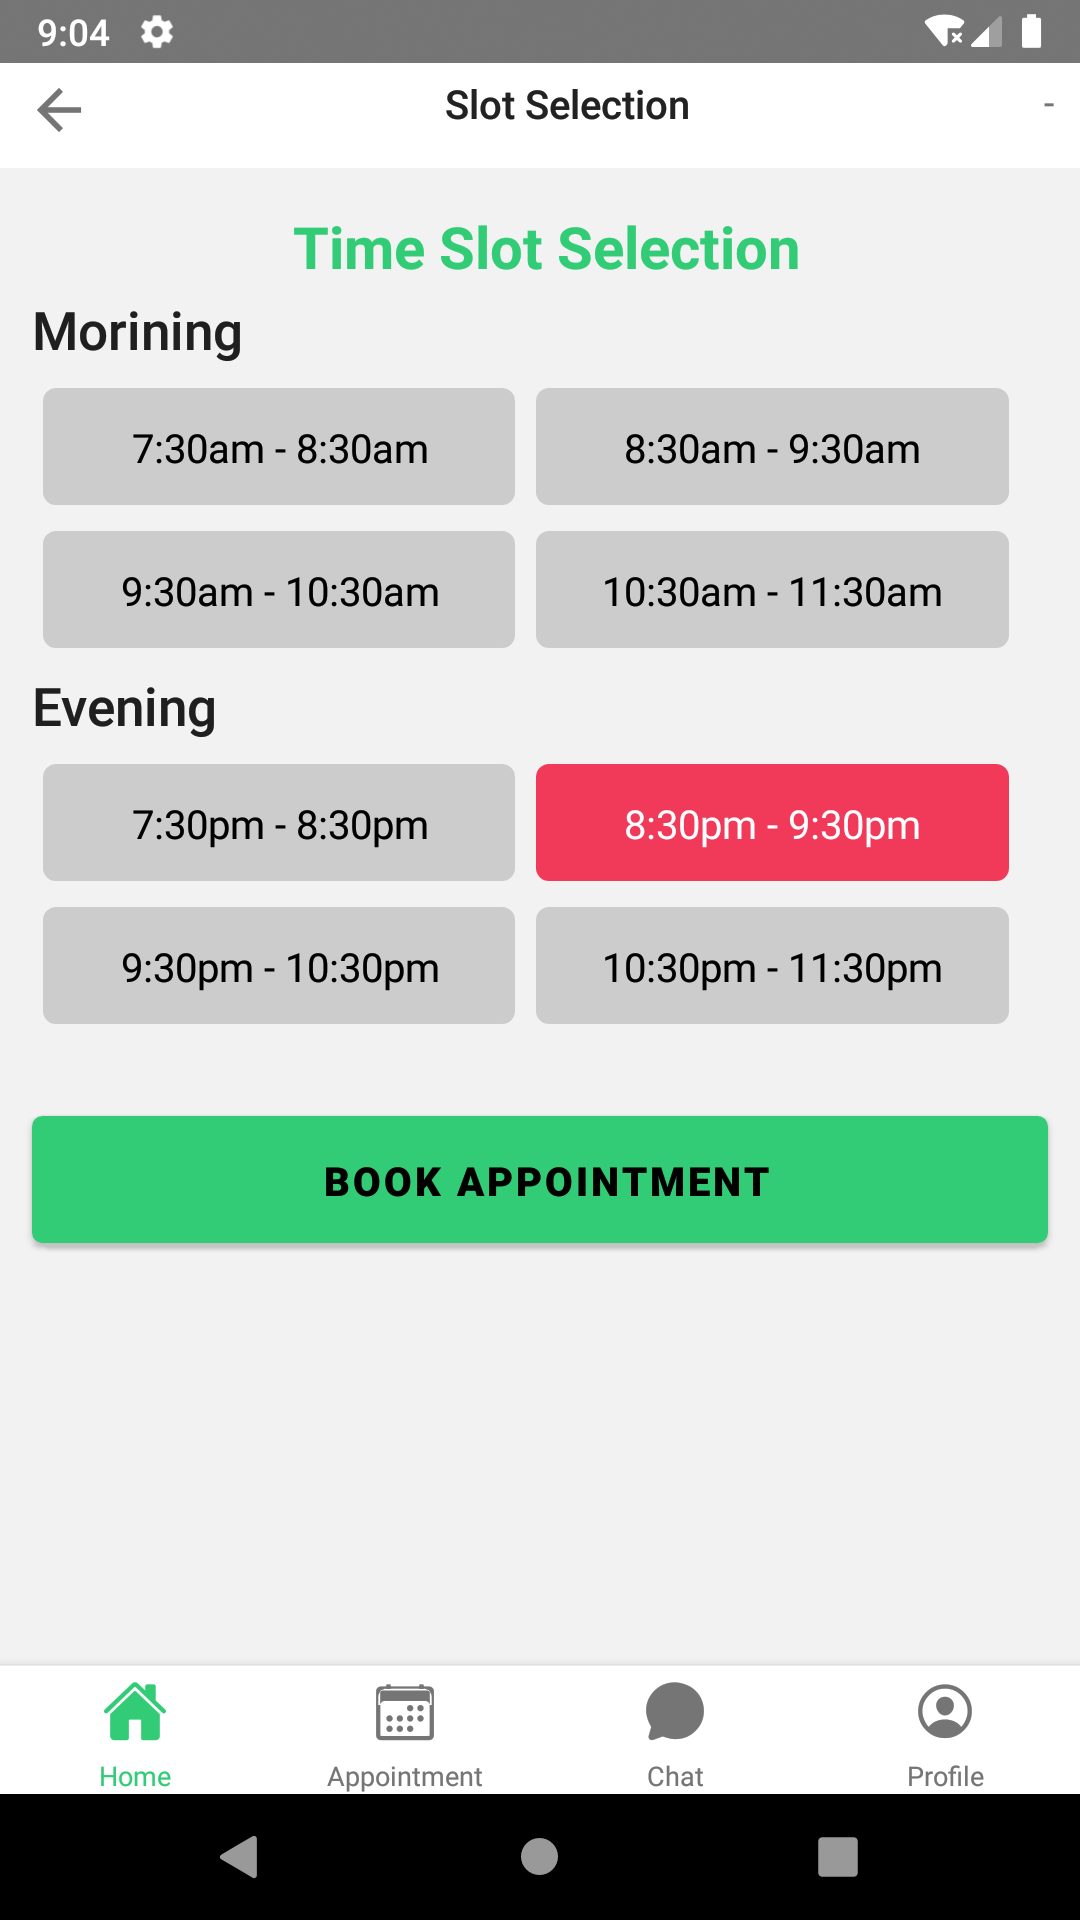 9:04
Slot Selection
-
Time Slot Selection
Morining
7:30am - 8:30am 8:30am - 9:30am
9:30am - 10:30am 10:30am - 11:30am
Evening
7:30pm - 8:30pm 8:30pm - 9:30pm
9:30pm - 10:30pm 10:30pm - 11:30pm
BOOK APPOINTMENT
Home Appointment Chat Profile